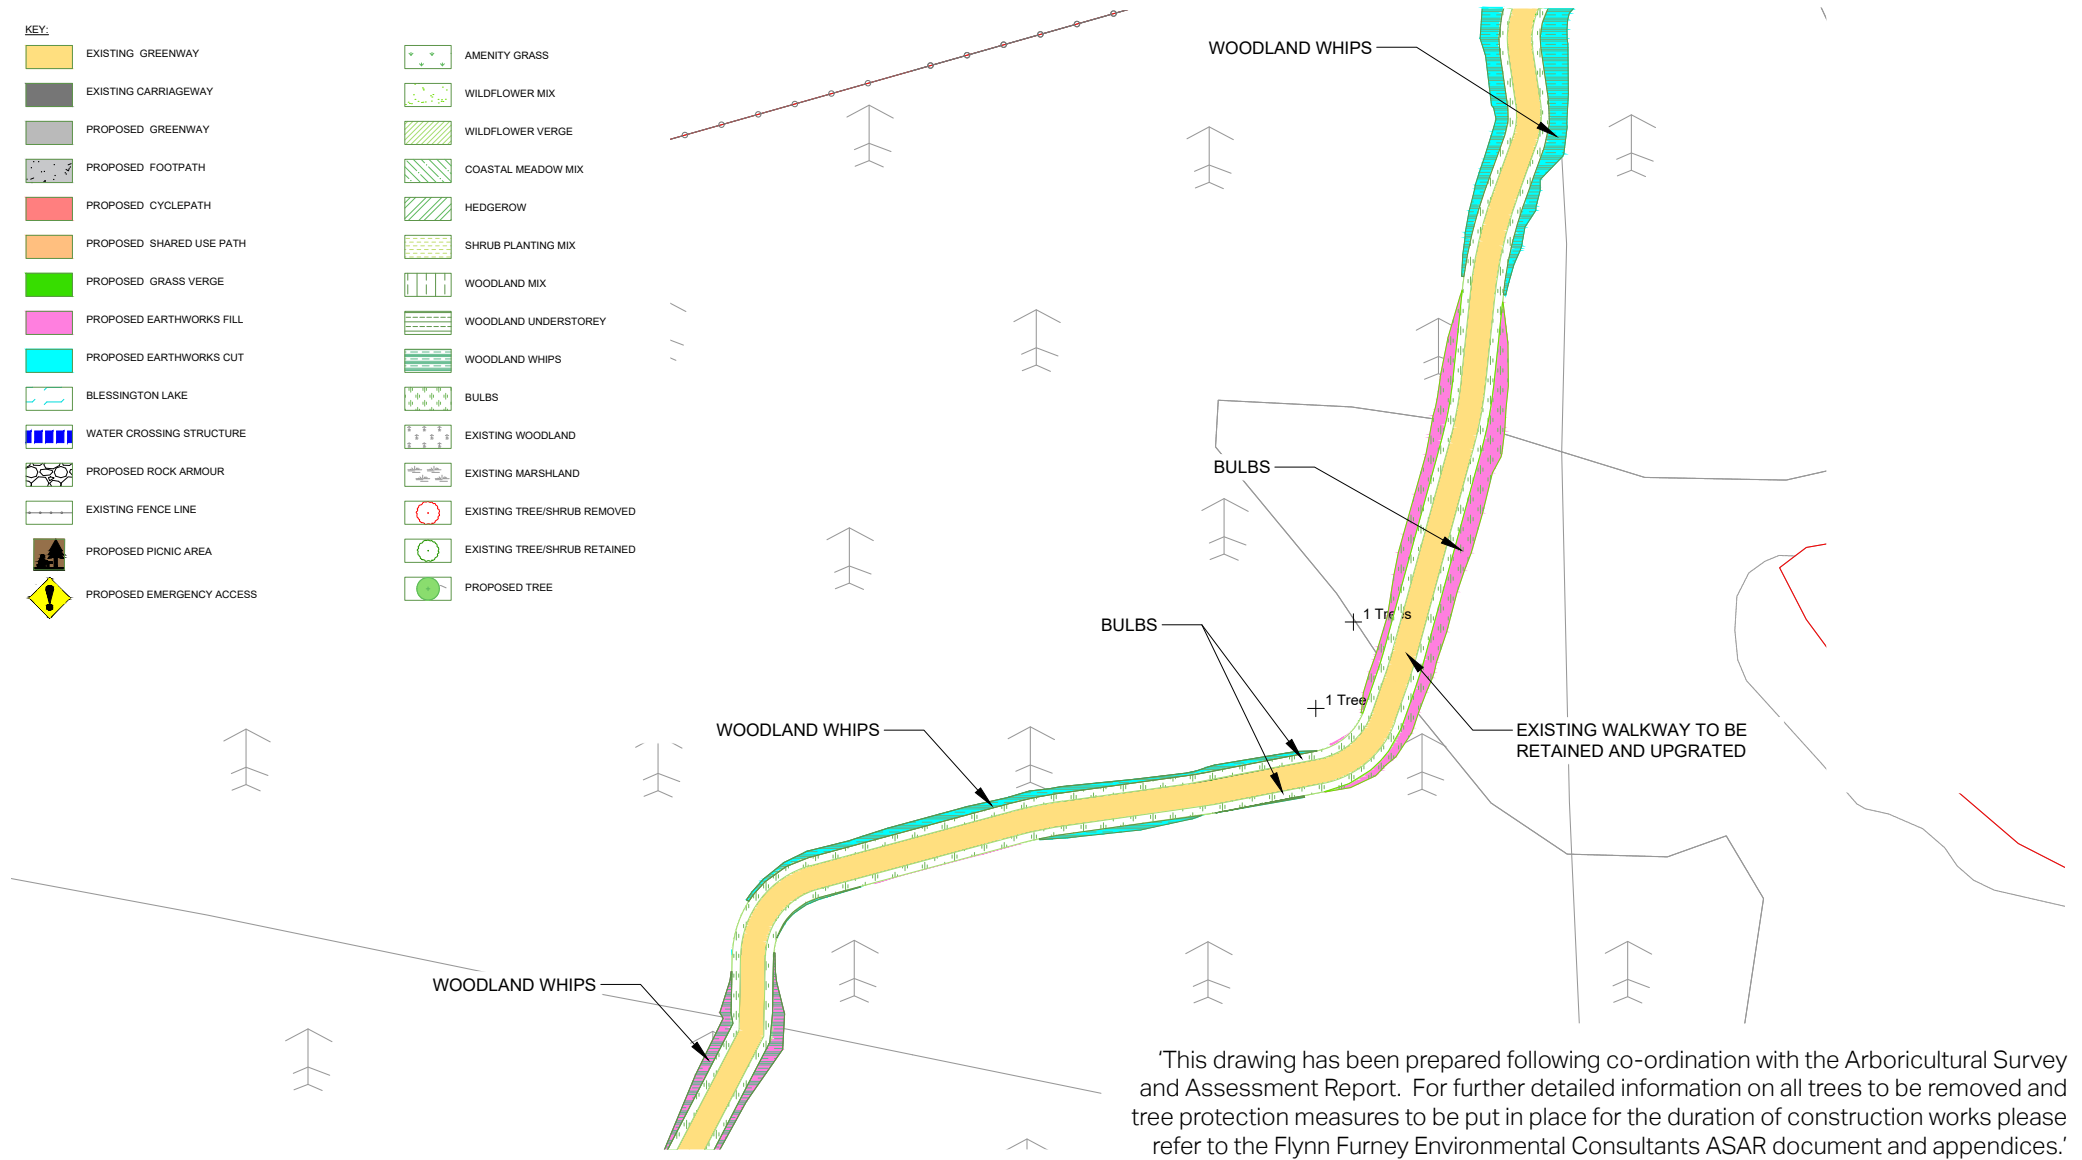 KEY:
EXISTING GREENWAY
EXISTING CARRIAGEWAY
PROPOSED GREENWAY
PROPOSED FOOTPATH
PROPOSED CYCLEPATH
PROPOSED SHARED USE PATH
PROPOSED GRASS VERGE
PROPOSED EARTHWORKS FILL
PROPOSED EARTHWORKS CUT
BLESSINGTON LAKE
WATER CROSSING STRUCTURE
PROPOSED ROCK ARMOUR
EXISTING FENCE LINE
PROPOSED PICNIC AREA
PROPOSED EMERGENCY ACCESS
AMENITY GRASS
WILDFLOWER MIX
WILDFLOWER VERGE
COASTAL MEADOW MIX
HEDGEROW
SHRUB PLANTING MIX
WOODLAND MIX
WOODLAND UNDERSTOREY
WOODLAND WHIPS
BULBS
EXISTING WOODLAND
EXISTING MARSHLAND
EXISTING TREE/SHRUB REMOVED
EXISTING TREE/SHRUB RETAINED
PROPOSED TREE
WOODLAND WHIPS
BULBS
1 Trees
BULBS
1 Tree
WOODLAND WHIPS
EXISTING WALKWAY TO BE
RETAINED AND UPGRATED
WOODLAND WHIPS
'This drawing has been prepared following co-ordination with the Arboricultural Survey
and Assessment Report. For further detailed information on all trees to be removed and
tree protection measures to be put in place for the duration of construction works please
refer to the Flynn Furney Environmental Consultants ASAR document and appendices.'